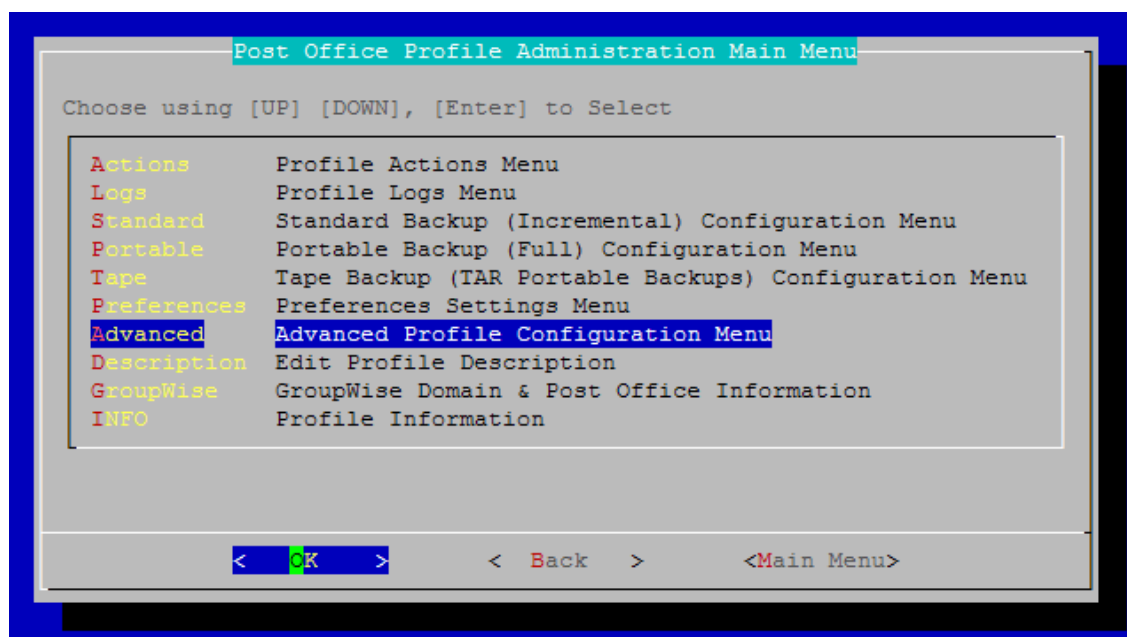 Post Office Profile Administration Main Menu
Choose using [UP] [DOWN], [Enter] to Select
Actions Profile Actions Menu
Logs Profile Logs Menu
Standard Standard Backup (Incremental) Configuration Menu
Portable Portable Backup (Full) Configuration Menu
Tape Tape Backup (TAR Portable Backups) Configuration Menu
Preferences Preferences Settings Menu
Advanced Advanced Profile Configuration Menu
Description Edit Profile Description
GroupWise GroupWise Domain & Post Office Information
INFO Profile Information
< OK > < Back > <Main Menu>